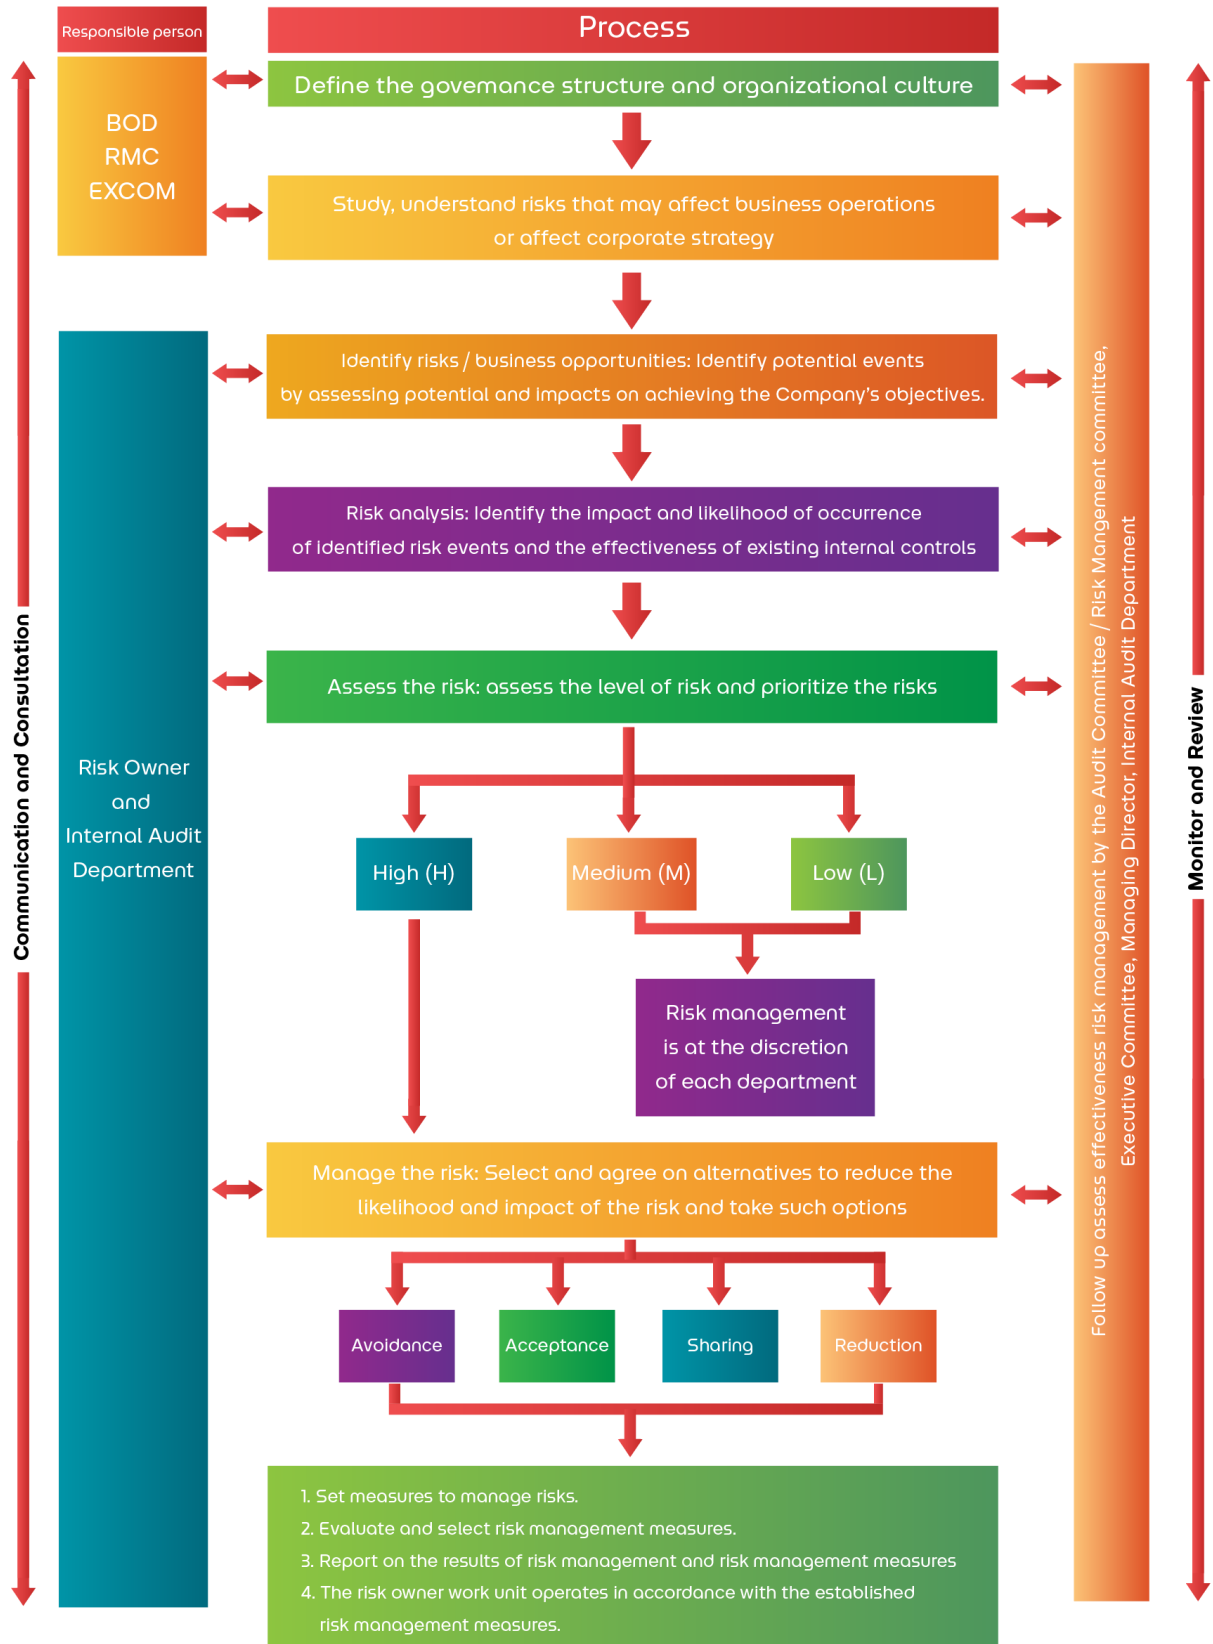 Responsible person
Process
BOD
RMC
EXCOM
Define the governance structure and organizational culture
Study, understand risks that may affect business operations
or affect corporate strategy
Identify risks / business opportunities: Identify potential events
by assessing potential and impacts on achieving the Company's objectives.
Risk analysis: Identify the impact and likelihood of occurrence
of identified risk events and the effectiveness of existing internal controls
Assess the risk: assess the level of risk and prioritize the risks
Communication and Consultation
Risk Owner
and
Internal Audit
Department
High (H)
Medium (M)
Low (L)
Risk management
is at the discretion
of each department
Manage the risk: Select and agree on alternatives to reduce the
likelihood and impact of the risk and take such options
Avoidance
Acceptance
Sharing
Reduction
1. Set measures to manage risks.
2. Evaluate and select risk management measures.
3. Report on the results of risk management and risk management measures
4. The risk owner work unit operates in accordance with the established
risk management measures.
Follow up assess effectiveness risk management by the Audit Committee / Risk Mangement committee,
Executive Committee, Managing Director, Internal Audit Department
Monitor and Review